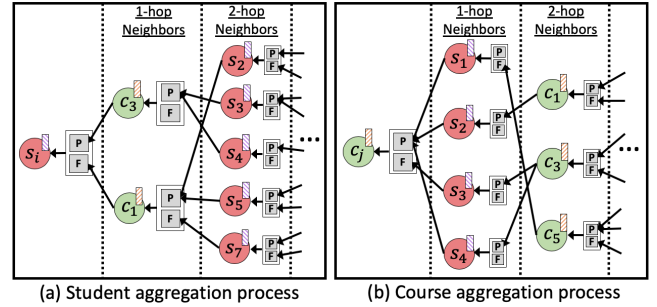 1-hop
Neighbors
2-hop
Neighbors
s2
P
F
c3
P
F
s3
P
F
si
P
F
s4
P
F
...
c1
P
F
s5
P
F
s7
P
F
(a) Student aggregation process
1-hop
Neighbors
2-hop
Neighbors
s1
P
F
c1
P
F
s2
P
F
cj
P
F
c3
P
F
...
s3
P
F
c5
P
F
s4
P
F
(b) Course aggregation process